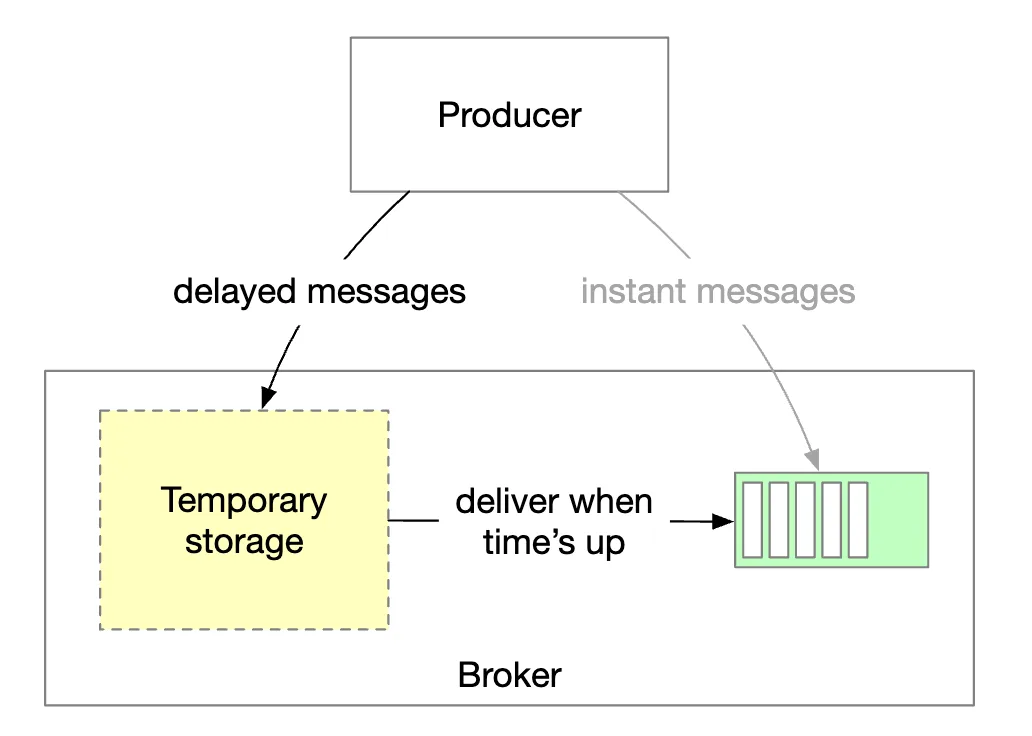 Producer
delayed messages
instant messages
Temporary
storage
deliver when
time's up
Broker